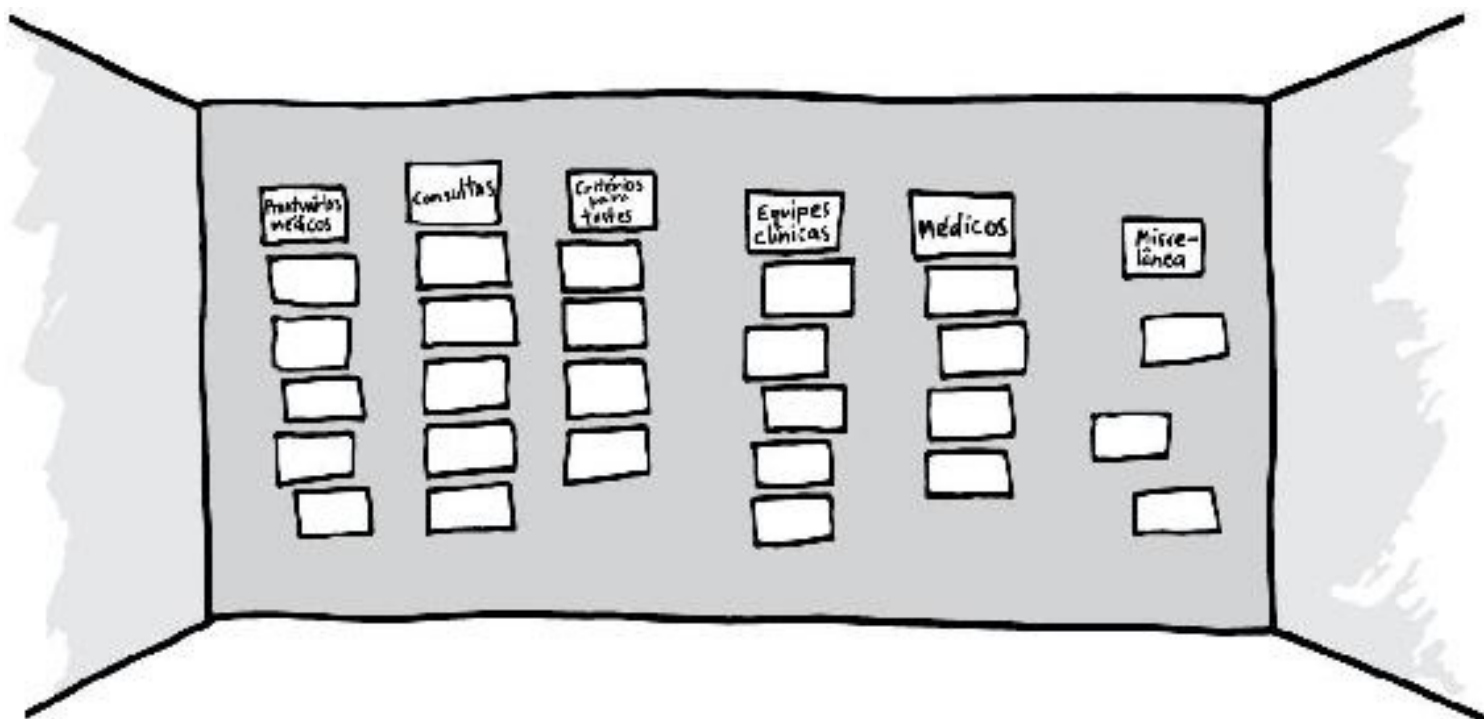 Prontuários
médicos
Consultas
Critérios
para
testes
Equipes
clínicas
Médicos
Misce-
lânea